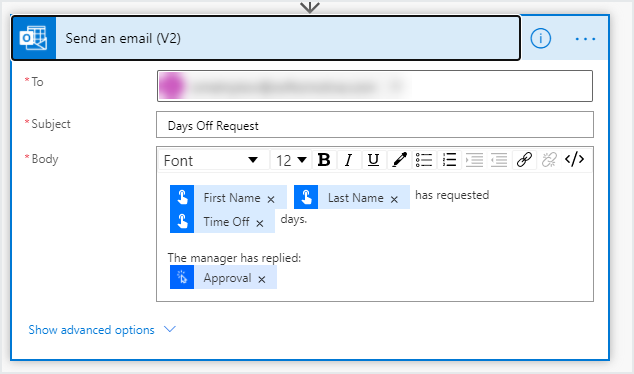 Send an email (V2)
* To
* Subject
Days Off Request
* Body
Font 12 B I U </>
First Name × Last Name × has requested
Time Off × days.
The manager has replied:
Approval ×
Show advanced options